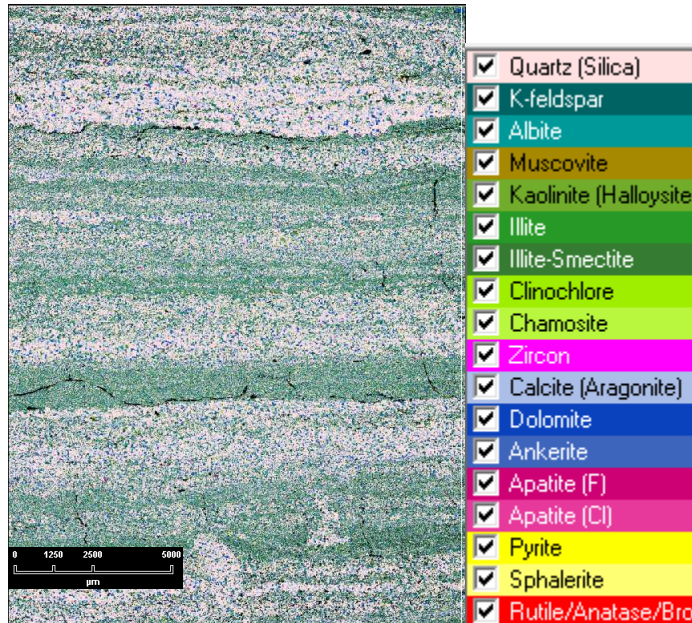 Quartz (Silica)
K-feldspar
Albite
Muscovite
Kaolinite (Halloysite
Illite
Illite-Smectite
Clinochlore
Chamosite
Zircon
Calcite (Aragonite)
Dolomite
Ankerite
Apatite (F)
Apatite (Cl)
Pyrite
Sphalerite
Rutile/Anatase/Bro
0 1250 2500 5000
µm